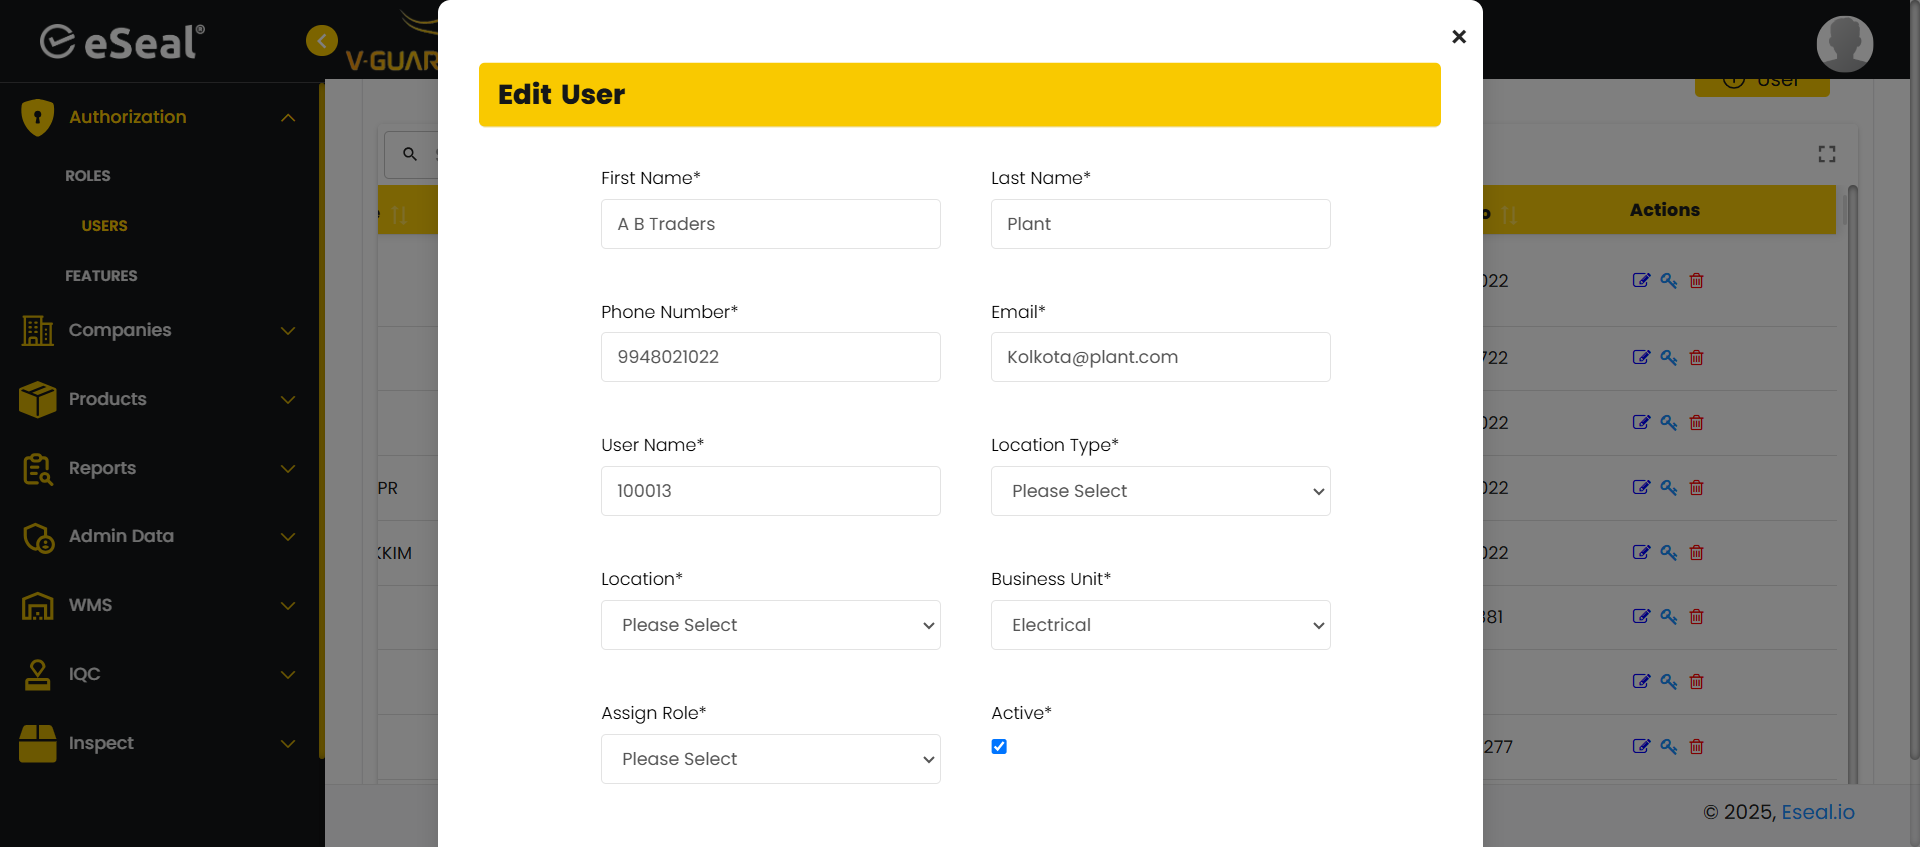 eSeal®
V-GUAR
Authorization
ROLES
USERS
FEATURES
Companies
Products
Reports
Admin Data
WMS
IQC
Inspect
×
Edit User
First Name*
Last Name*
A B Traders
Plant
Phone Number*
Email*
9948021022
Kolkota@plant.com
User Name*
Location Type*
100013
Please Select
Location*
Business Unit*
Please Select
Electrical
Assign Role*
Active*
Please Select
User
Actions
022
722
022
PR
022
KKIM
022
381
277
© 2025, Eseal.io